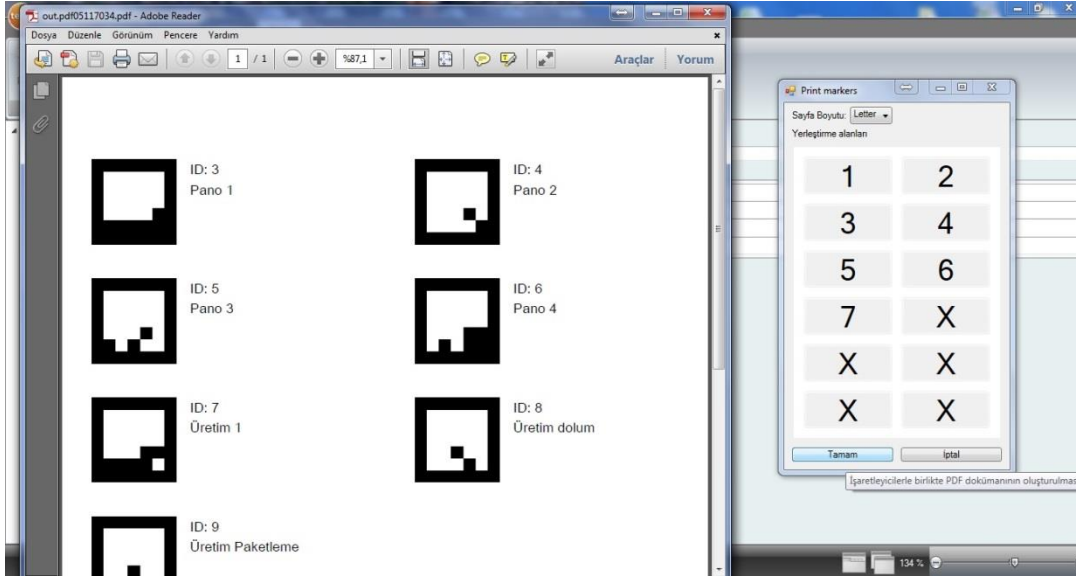 out.pdf05117034.pdf - Adobe Reader
Dosya Düzenle Görünüm Pencere Yardım
1 / 1 %87,1 Araçlar Yorum
ID: 3
Pano 1
ID: 4
Pano 2
ID: 5
Pano 3
ID: 6
Pano 4
ID: 7
Üretim 1
ID: 8
Üretim dolum
ID: 9
Üretim Paketleme
Print markers
Sayfa Boyutu: Letter
Yerleştirme alanları
1 2
3 4
5 6
7 X
X X
X X
Tamam İptal
İşaretleyicilerle birlikte PDF dokümanının oluşturulmas
134 %